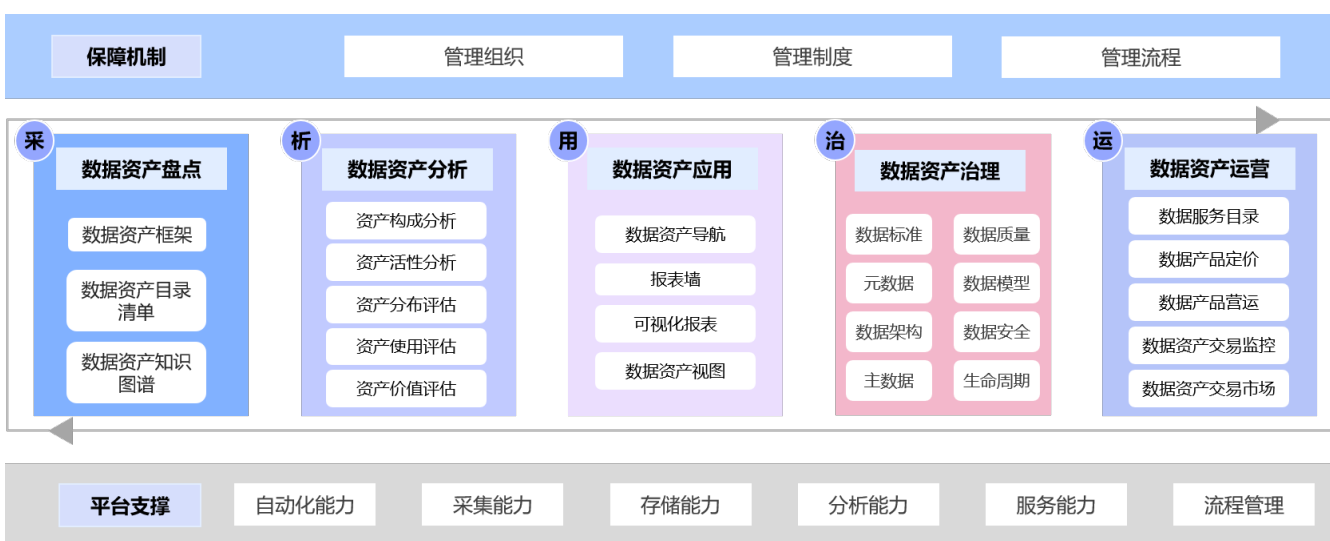 保障机制
管理组织
管理制度
管理流程
采
数据资产盘点
数据资产框架
数据资产目录
清单
数据资产知识
图谱
析
数据资产分析
资产构成分析
资产活性分析
资产分布评估
资产使用评估
资产价值评估
用
数据资产应用
数据资产导航
报表墙
可视化报表
数据资产视图
治
数据资产治理
数据标准
数据质量
元数据
数据模型
数据架构
数据安全
主数据
生命周期
运
数据资产运营
数据服务目录
数据产品定价
数据产品营运
数据资产交易监控
数据资产交易市场
平台支撑
自动化能力
采集能力
存储能力
分析能力
服务能力
流程管理